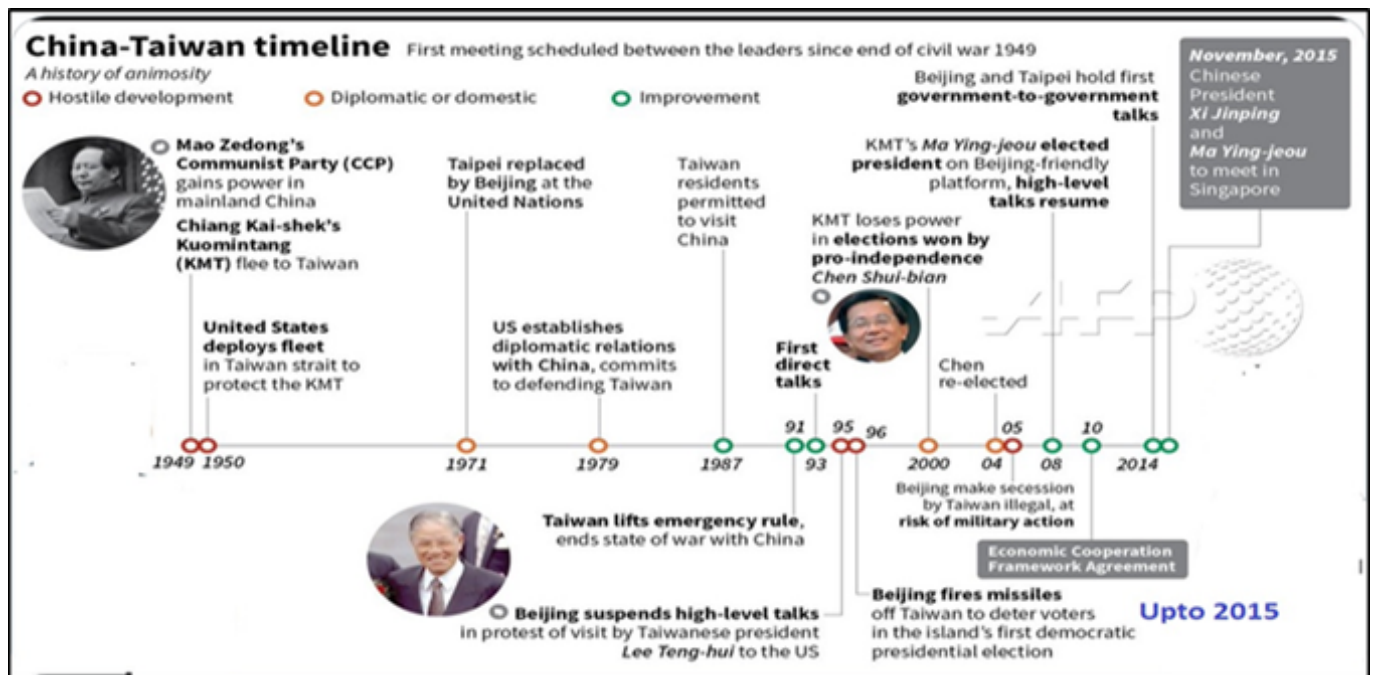 China-Taiwan timeline First meeting scheduled between the leaders since end of civil war 1949
A history of animosity
Hostile development
Diplomatic or domestic
Improvement
Mao Zedong's
Communist Party (CCP)
gains power in
mainland China
Chiang Kai-shek's
Kuomintang
(KMT) flee to Taiwan
United States
deploys fleet
in Taiwan strait to
protect the KMT
Taipei replaced
by Beijing at the
United Nations
US establishes
diplomatic relations
with China, commits
to defending Taiwan
Taiwan
residents
permitted
to visit
China
First
direct
talks
KMT loses power
in elections won by
pro-independence
Chen Shui-bian
Chen
re-elected
KMT's Ma Ying-jeou elected
president on Beijing-friendly
platform, high-level
talks resume
Beijing and Taipei hold first
government-to-government
talks
November, 2015
Chinese
President
Xi Jinping
and
Ma Ying-jeou
to meet in
Singapore
AFP
1949 1950 1971 1979 1987 91 93 95 96 2000 04 05 08 10 2014
Taiwan lifts emergency rule,
ends state of war with China
Beijing suspends high-level talks
in protest of visit by Taiwanese president
Lee Teng-hui to the US
Beijing fires missiles
off Taiwan to deter voters
in the island's first democratic
presidential election
Beijing make secession
by Taiwan illegal, at
risk of military action
Economic Cooperation
Framework Agreement
Upto 2015